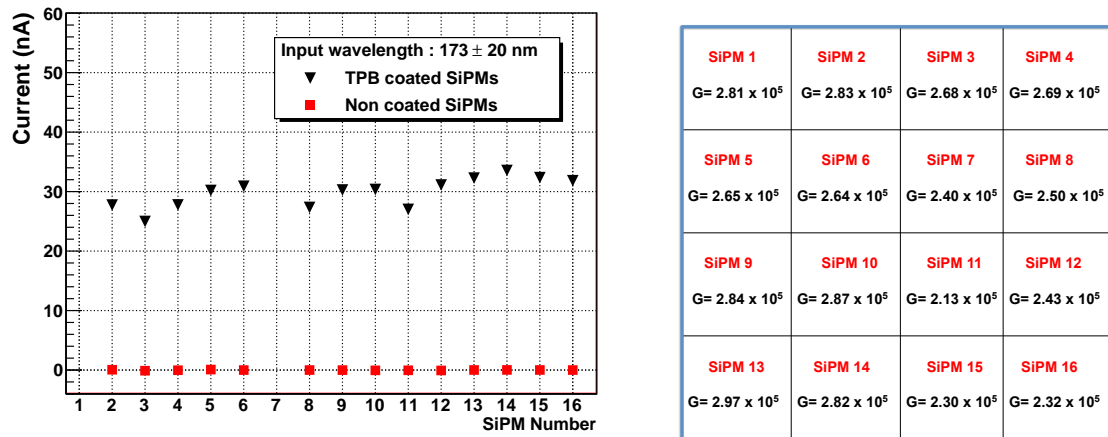 Current (nA)
60
50
40
30
20
10
0
Input wavelength : 173 ± 20 nm
TPB coated SiPMs
Non coated SiPMs
1 2 3 4 5 6 7 8 9 10 11 12 13 14 15 16
SiPM Number
SiPM 1 SiPM 2 SiPM 3 SiPM 4
G= 2.81 x 10⁵ G= 2.83 x 10⁵ G= 2.68 x 10⁵ G= 2.69 x 10⁵
SiPM 5 SiPM 6 SiPM 7 SiPM 8
G= 2.65 x 10⁵ G= 2.64 x 10⁵ G= 2.40 x 10⁵ G= 2.50 x 10⁵
SiPM 9 SiPM 10 SiPM 11 SiPM 12
G= 2.84 x 10⁵ G= 2.87 x 10⁵ G= 2.13 x 10⁵ G= 2.43 x 10⁵
SiPM 13 SiPM 14 SiPM 15 SiPM 16
G= 2.97 x 10⁵ G= 2.82 x 10⁵ G= 2.30 x 10⁵ G= 2.32 x 10⁵